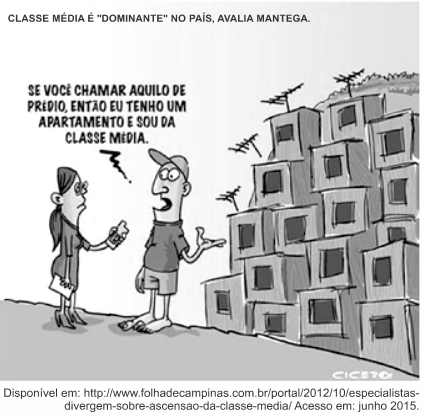 CLASSE MÉDIA É "DOMINANTE" NO PAÍS, AVALIA MANTEGA.
SE VOCÊ CHAMAR AQUILO DE
PRÉDIO, ENTÃO EU TENHO UM
APARTAMENTO E SOU DA
CLASSE MÉDIA.
CICERO
Disponível em: http://www.folhadecampinas.com.br/portal/2012/10/especialistas-
divergem-sobre-ascensao-da-classe-media/ Acesso em: junho 2015.